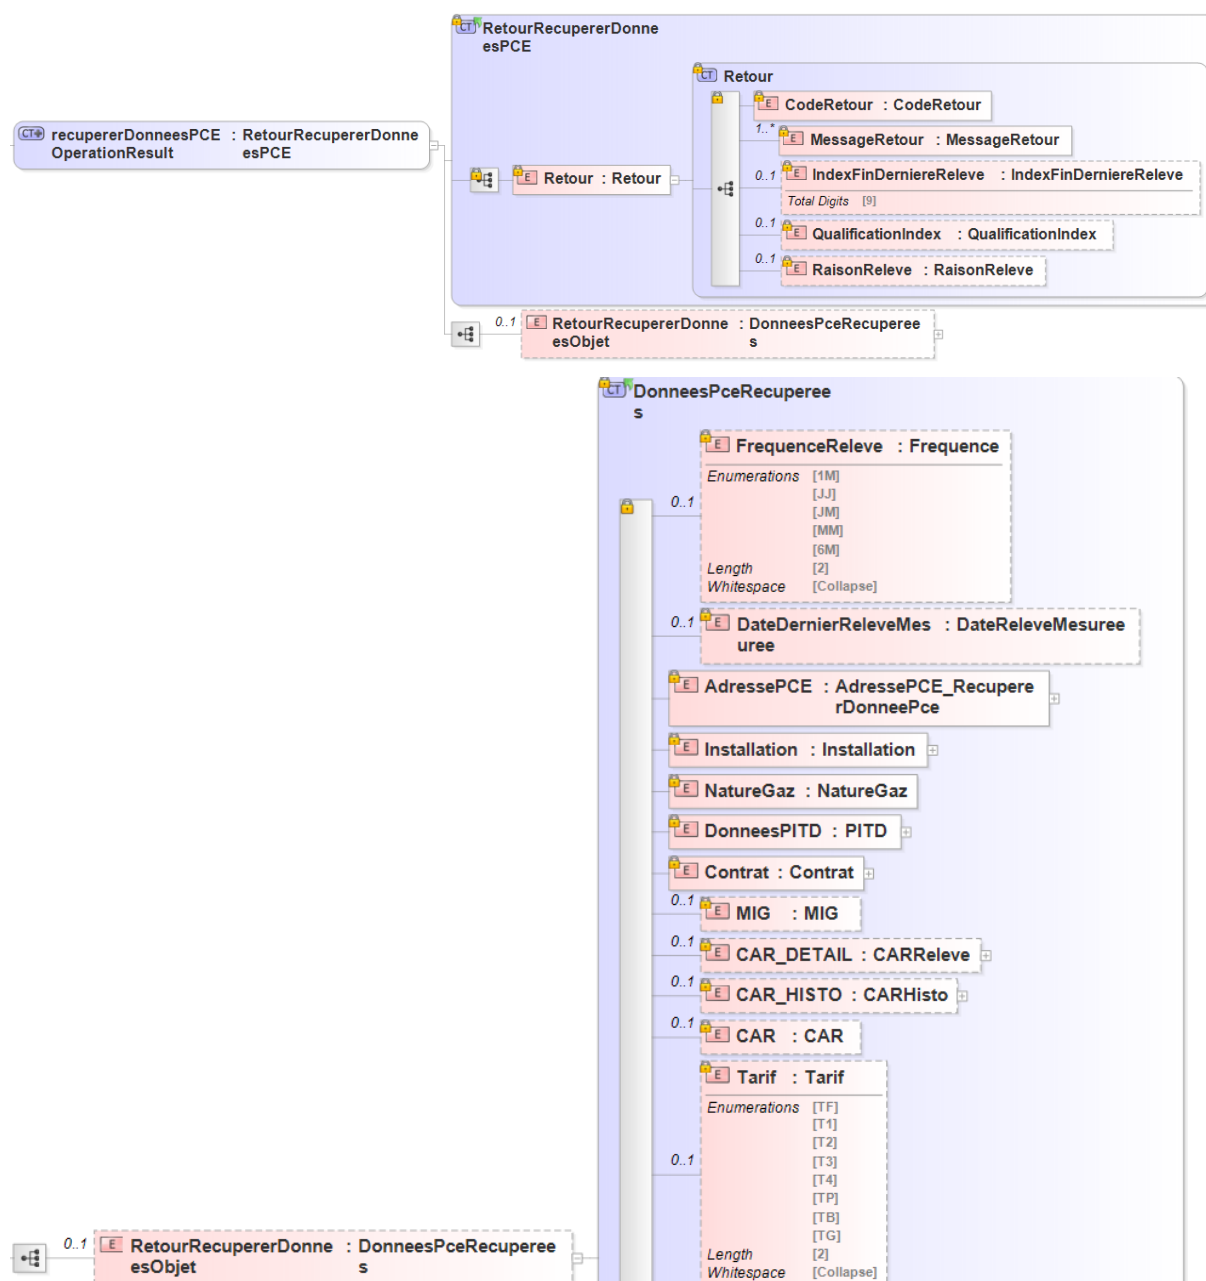 CT RetourRecupererDonne
esPCE
CT Retour
E CodeRetour : CodeRetour
CT recupererDonneesPCE : RetourRecupererDonne
OperationResult esPCE
1..* E MessageRetour : MessageRetour
E Retour : Retour
0..1 E IndexFinDerniereReleve : IndexFinDerniereReleve
Total Digits [9]
0..1 E QualificationIndex : QualificationIndex
0..1 E RaisonReleve : RaisonReleve
0..1 E RetourRecupererDonne : DonneesPceRecuperee
esObjet s
CT DonneesPceRecuperee
s
E FrequenceReleve : Frequence
Enumerations [1M]
0..1 [JJ]
[JM]
[MM]
[6M]
Length [2]
Whitespace [Collapse]
0..1 E DateDernierReleveMes : DateReleveMesuree
uree
E AdressePCE : AdressePCE_Recupere
rDonneePce
E Installation : Installation
E NatureGaz : NatureGaz
E DonneesPITD : PITD
E Contrat : Contrat
0..1 E MIG : MIG
0..1 E CAR_DETAIL : CARReleve
0..1 E CAR_HISTO : CARHisto
0..1 E CAR : CAR
E Tarif : Tarif
Enumerations [TF]
[T1]
[T2]
0..1 [T3]
[T4]
[TP]
[TB]
[TG]
Length [2]
Whitespace [Collapse]
0..1 E RetourRecupererDonne : DonneesPceRecuperee
esObjet s